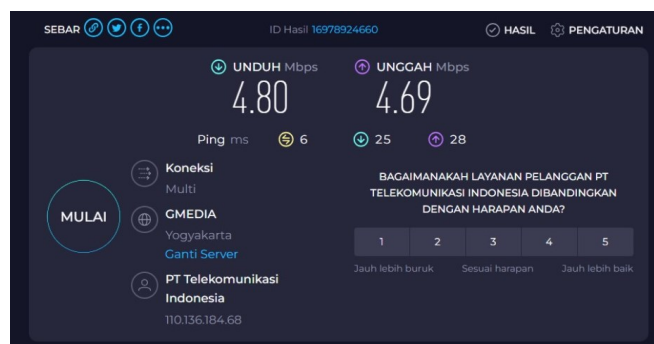 SEBAR
ID Hasil 16978924660
HASIL
PENGATURAN
UNDUH Mbps
4.80
UNGGAH Mbps
4.69
Ping ms 6 25 28
Koneksi
Multi
GMEDIA
Yogyakarta
Ganti Server
PT Telekomunikasi
Indonesia
110.136.184.68
MULAI
BAGAIMANAKAH LAYANAN PELANGGAN PT
TELEKOMUNIKASI INDONESIA DIBANDINGKAN
DENGAN HARAPAN ANDA?
1 2 3 4 5
Jauh lebih buruk Sesuai harapan Jauh lebih baik